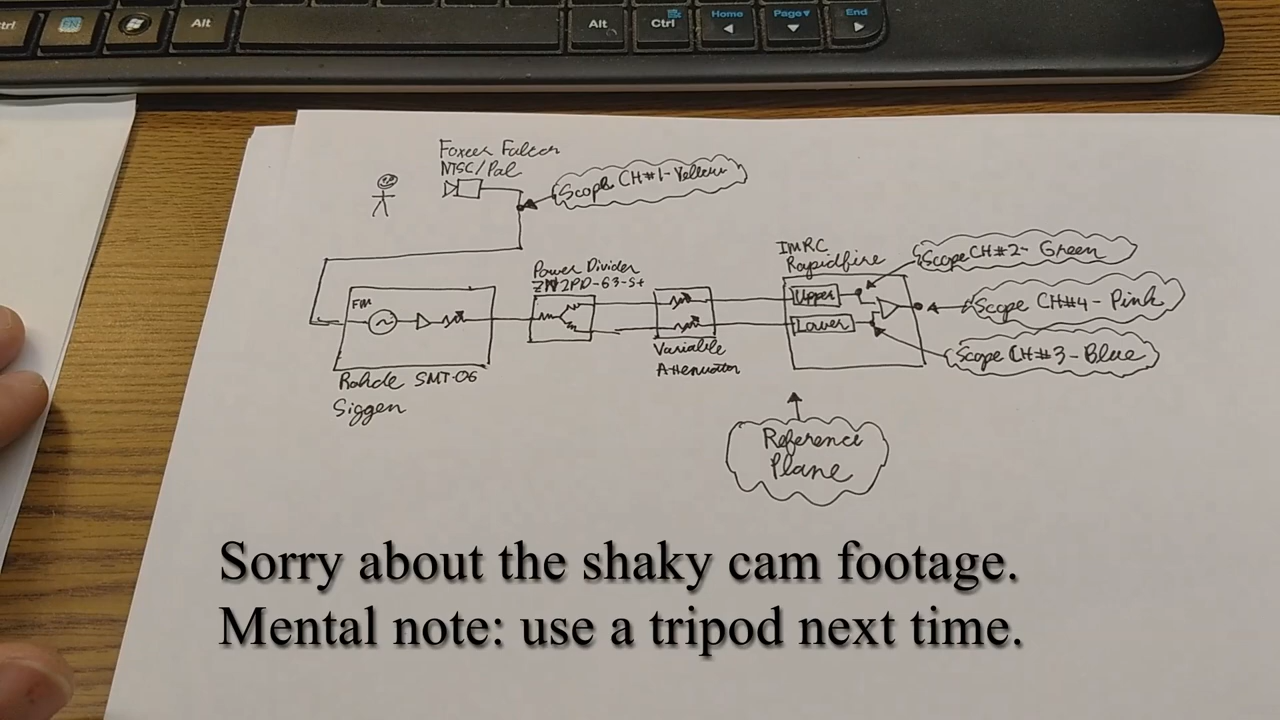 Ctrl
Alt
Alt
Ctrl
Home
Page
End
Foxeer Falcor
NTSC/Pal
Scope CH#1-Yellow
IMRC
Rapidfire
Scope CH#2- Green
Power Divider
ZN2PD-63-S+
FM
Upper
Scope CH#4 - Pink
Lower
Scope CH#3-Blue
Variable
Attenuator
Rohde SMT-06
Siggen
Reference
Plane
Sorry about the shaky cam footage.
Mental note: use a tripod next time.